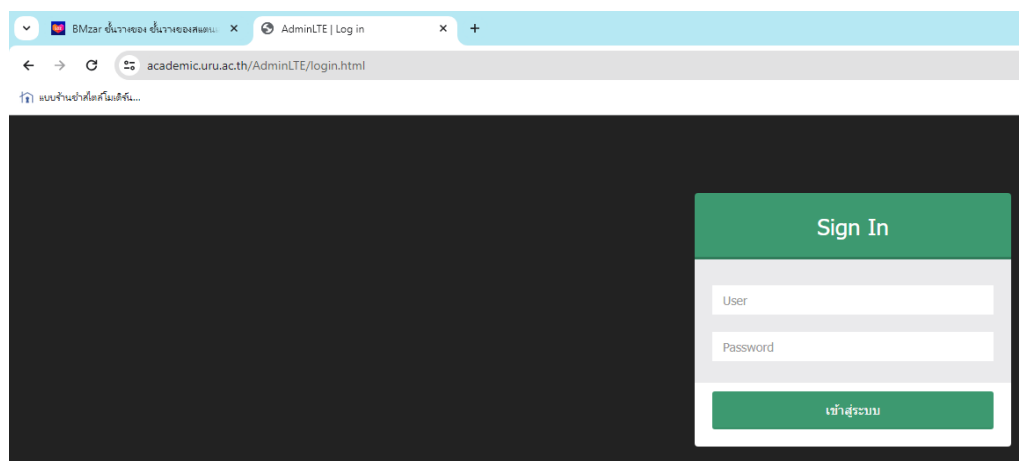 BMzar ชั้นวางของ ชั้นวางของสแตนเ
AdminLTE | Log in
academic.uru.ac.th/AdminLTE/login.html
แบบร้านชำสไตล์โมเดิร์น...
Sign In
User
Password
เข้าสู่ระบบ